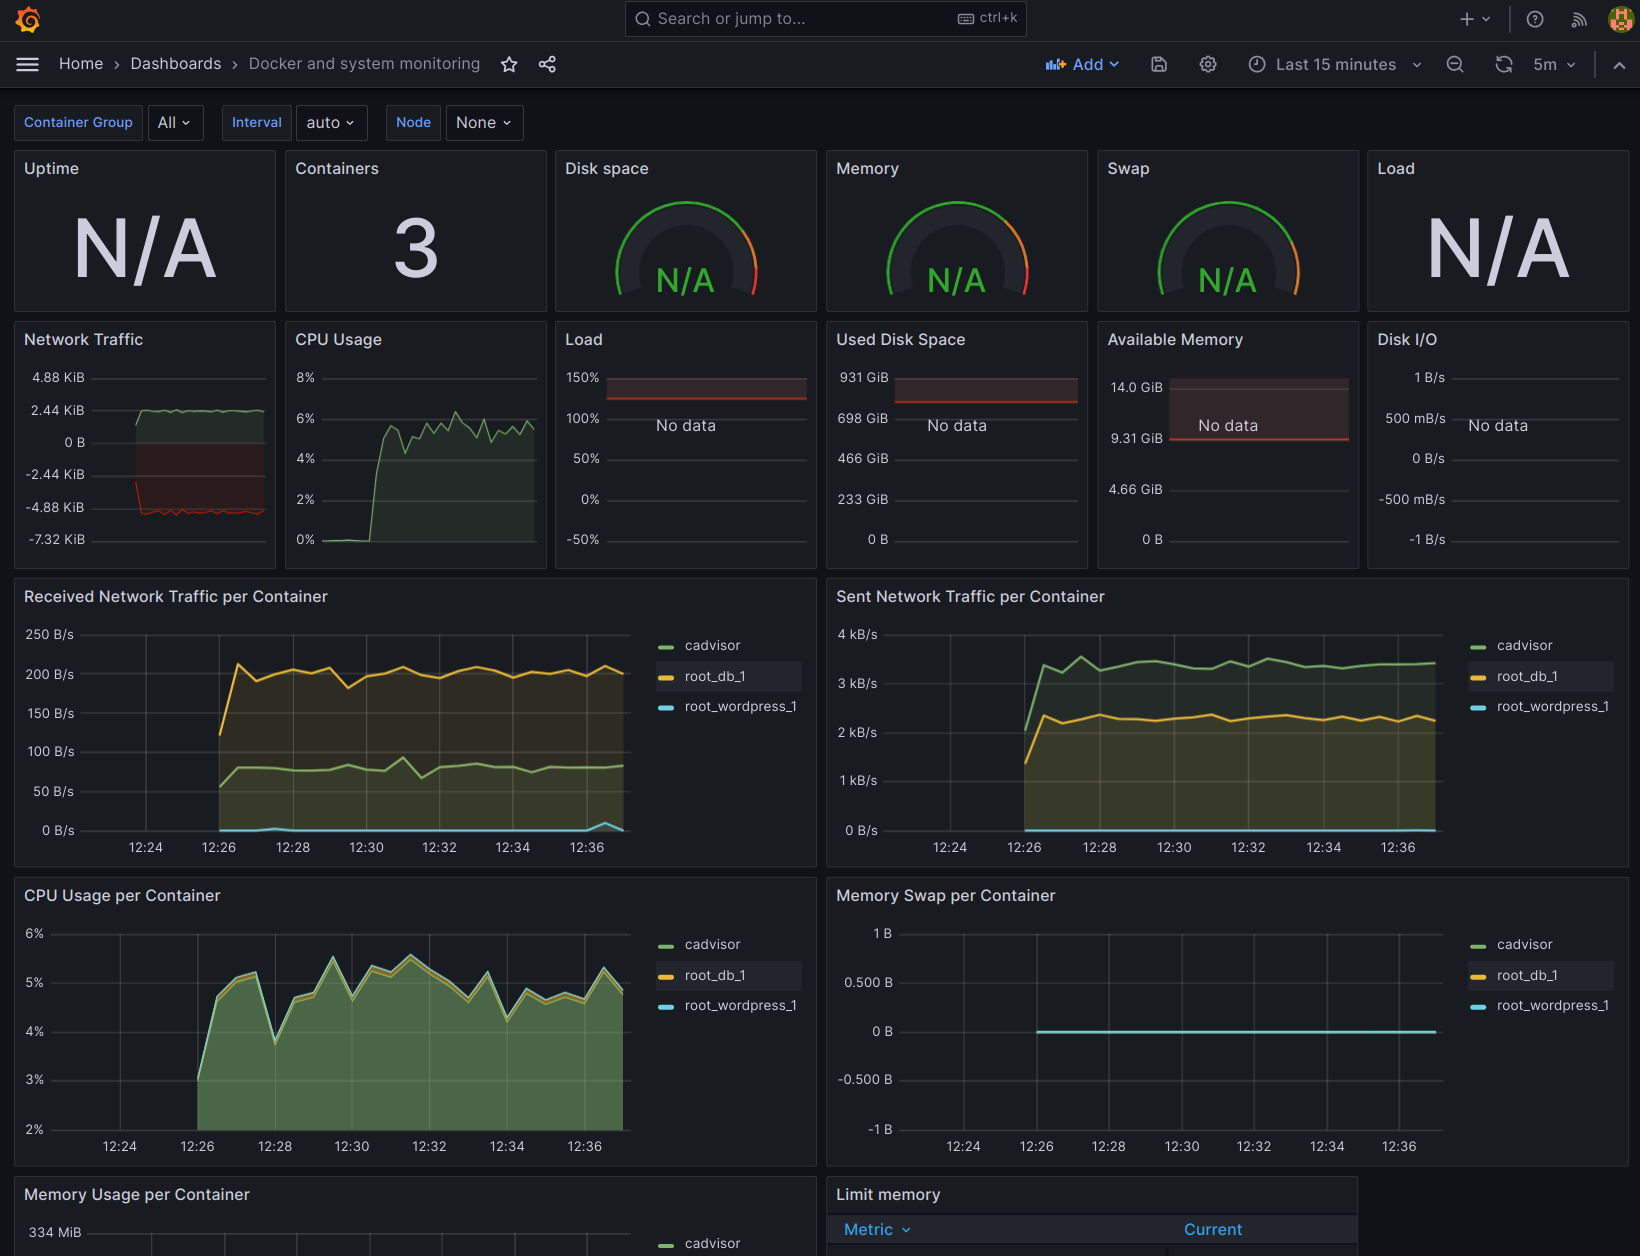 Search or jump to... ctrl+k
Home › Dashboards › Docker and system monitoring Add Last 15 minutes 5m
Container Group All Interval auto Node None
Uptime
N/A
Containers
3
Disk space
N/A
Memory
N/A
Swap
N/A
Load
N/A
Network Traffic
4.88 KiB
2.44 KiB
0 B
-2.44 KiB
-4.88 KiB
-7.32 KiB
CPU Usage
8%
6%
4%
2%
0%
Load
150%
100%
50%
0%
-50%
No data
Used Disk Space
931 GiB
698 GiB
466 GiB
233 GiB
0 B
No data
Available Memory
14.0 GiB
9.31 GiB
4.66 GiB
0 B
No data
Disk I/O
1 B/s
500 mB/s
0 B/s
-500 mB/s
-1 B/s
No data
Received Network Traffic per Container
250 B/s
200 B/s
150 B/s
100 B/s
50 B/s
0 B/s
12:24 12:26 12:28 12:30 12:32 12:34 12:36
cadvisor
root_db_1
root_wordpress_1
Sent Network Traffic per Container
4 kB/s
3 kB/s
2 kB/s
1 kB/s
0 B/s
12:24 12:26 12:28 12:30 12:32 12:34 12:36
cadvisor
root_db_1
root_wordpress_1
CPU Usage per Container
6%
5%
4%
3%
2%
12:24 12:26 12:28 12:30 12:32 12:34 12:36
cadvisor
root_db_1
root_wordpress_1
Memory Swap per Container
1 B
0.500 B
0 B
-0.500 B
-1 B
12:24 12:26 12:28 12:30 12:32 12:34 12:36
cadvisor
root_db_1
root_wordpress_1
Memory Usage per Container
334 MiB
cadvisor
Limit memory
Metric Current